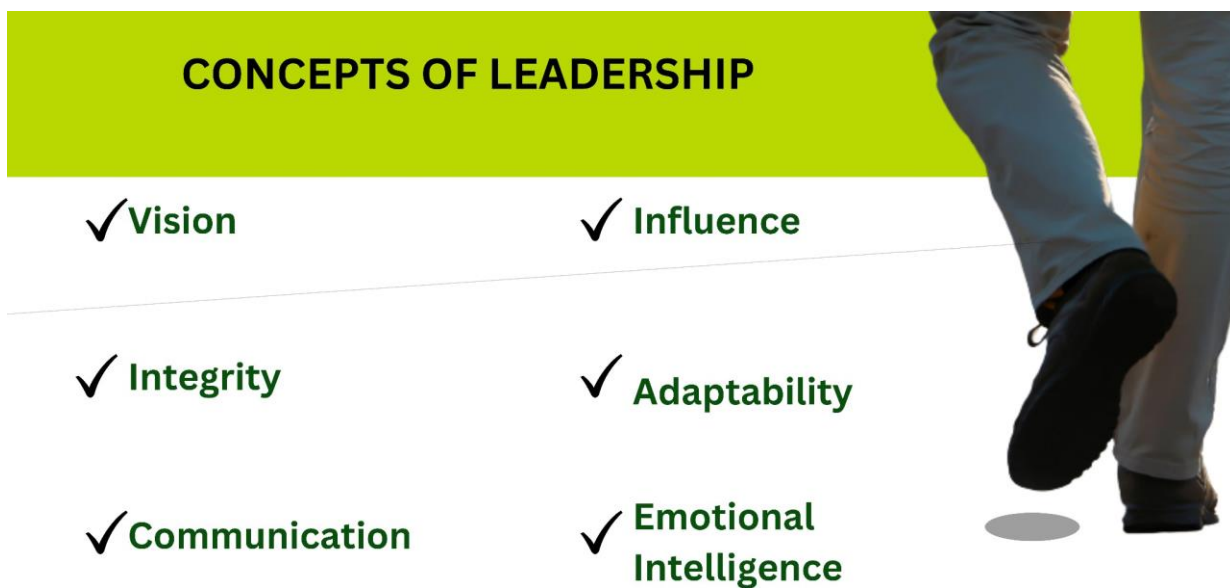 CONCEPTS OF LEADERSHIP
Vision
Influence
Integrity
Adaptability
Communication
Emotional
Intelligence